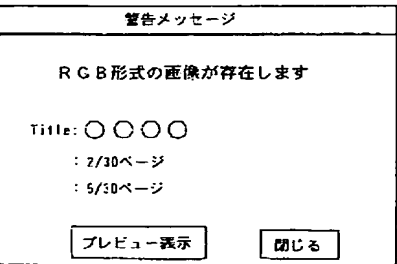 警告メッセージ
RGB形式の画像が存在します
Title: ○○○○
: 2/30ページ
: 5/30ページ
プレビュー表示 閉じる